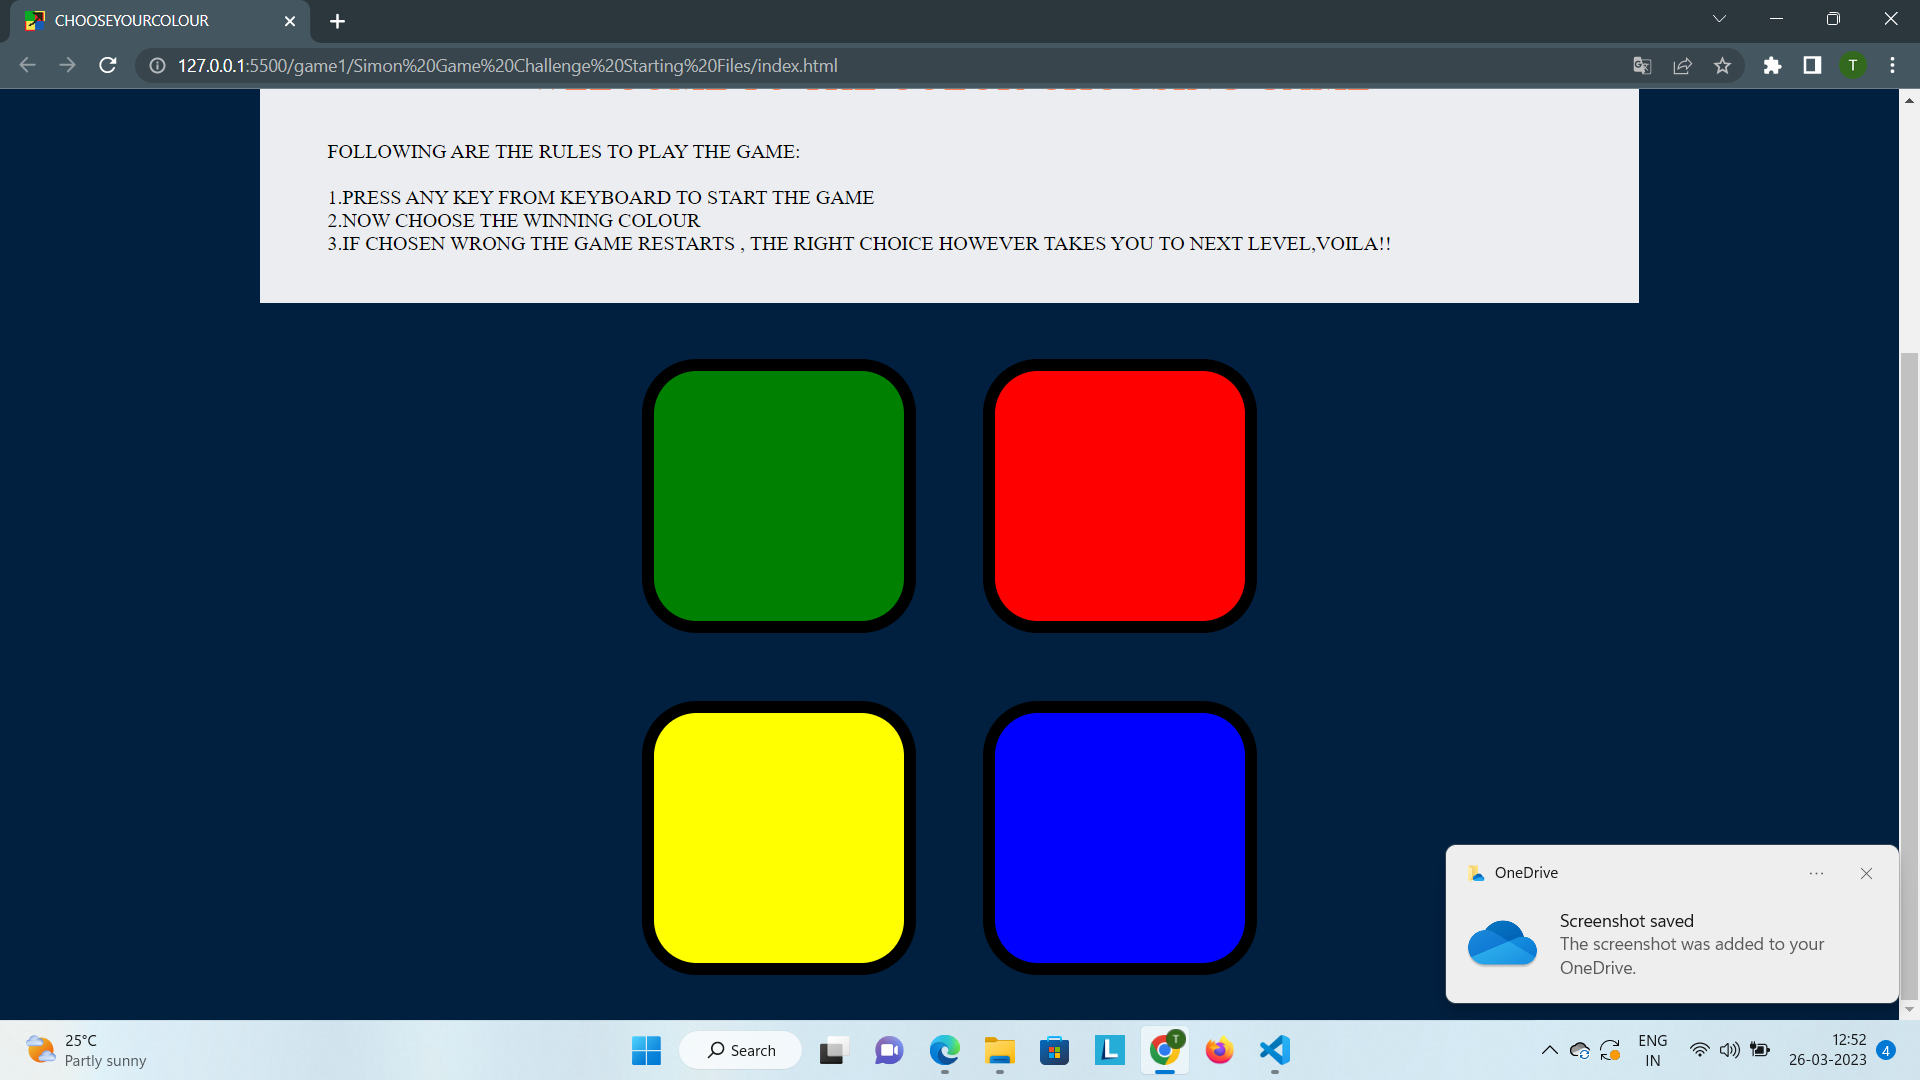 CHOOSEYOURCOLOUR
127.0.0.1:5500/game1/Simon%20Game%20Challenge%20Starting%20Files/index.html
T
FOLLOWING ARE THE RULES TO PLAY THE GAME:
1.PRESS ANY KEY FROM KEYBOARD TO START THE GAME
2.NOW CHOOSE THE WINNING COLOUR
3.IF CHOSEN WRONG THE GAME RESTARTS , THE RIGHT CHOICE HOWEVER TAKES YOU TO NEXT LEVEL,VOILA!!
OneDrive
Screenshot saved
The screenshot was added to your
OneDrive.
25°C
Partly sunny
Search
L
T
ENG
IN
12:52
26-03-2023
4